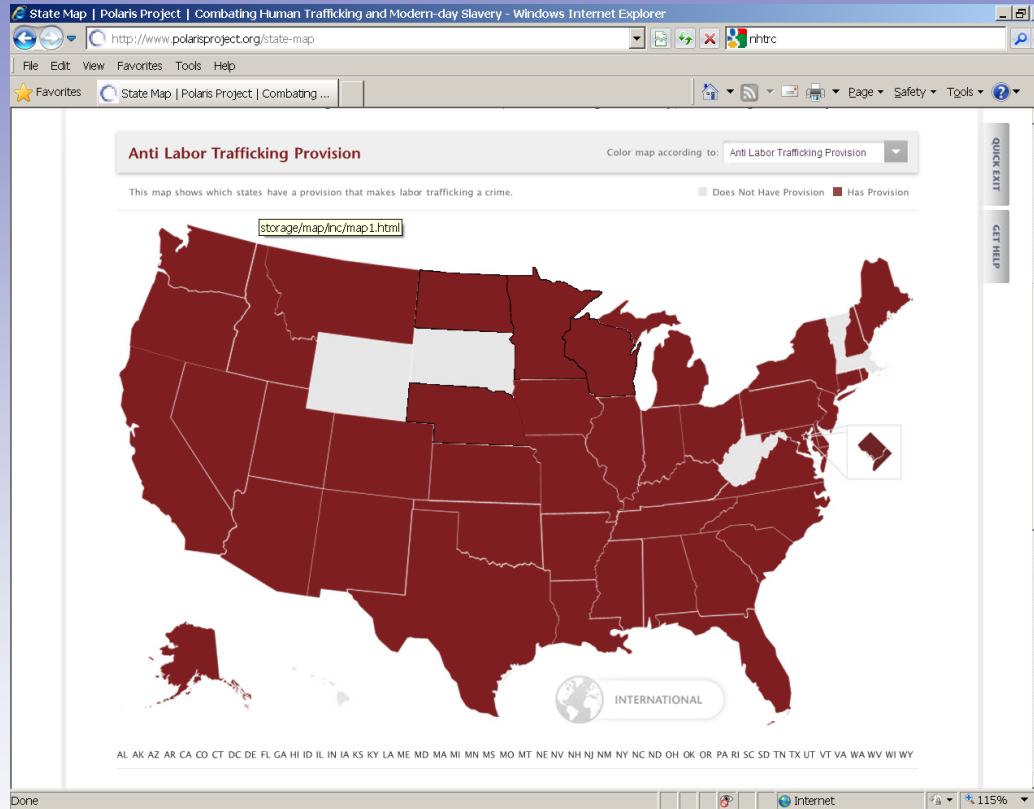 State Map | Polaris Project | Combating Human Trafficking and Modern-day Slavery - Windows Internet Explorer
http://www.polarisproject.org/state-map
nhtrc
File Edit View Favorites Tools Help
Favorites
State Map | Polaris Project | Combating ...
Page Safety Tools
Anti Labor Trafficking Provision
Color map according to: Anti Labor Trafficking Provision
This map shows which states have a provision that makes labor trafficking a crime.
Does Not Have Provision Has Provision
QUICK EXIT
GET HELP
storage/map/inc/map1.html
INTERNATIONAL
AL AK AZ AR CA CO CT DC DE FL GA HI ID IL IN IA KS KY LA ME MD MA MI MN MS MO MT NE NV NH NJ NM NY NC ND OH OK OR PA RI SC SD TN TX UT VT VA WA WV WI WY
Done
Internet
115%